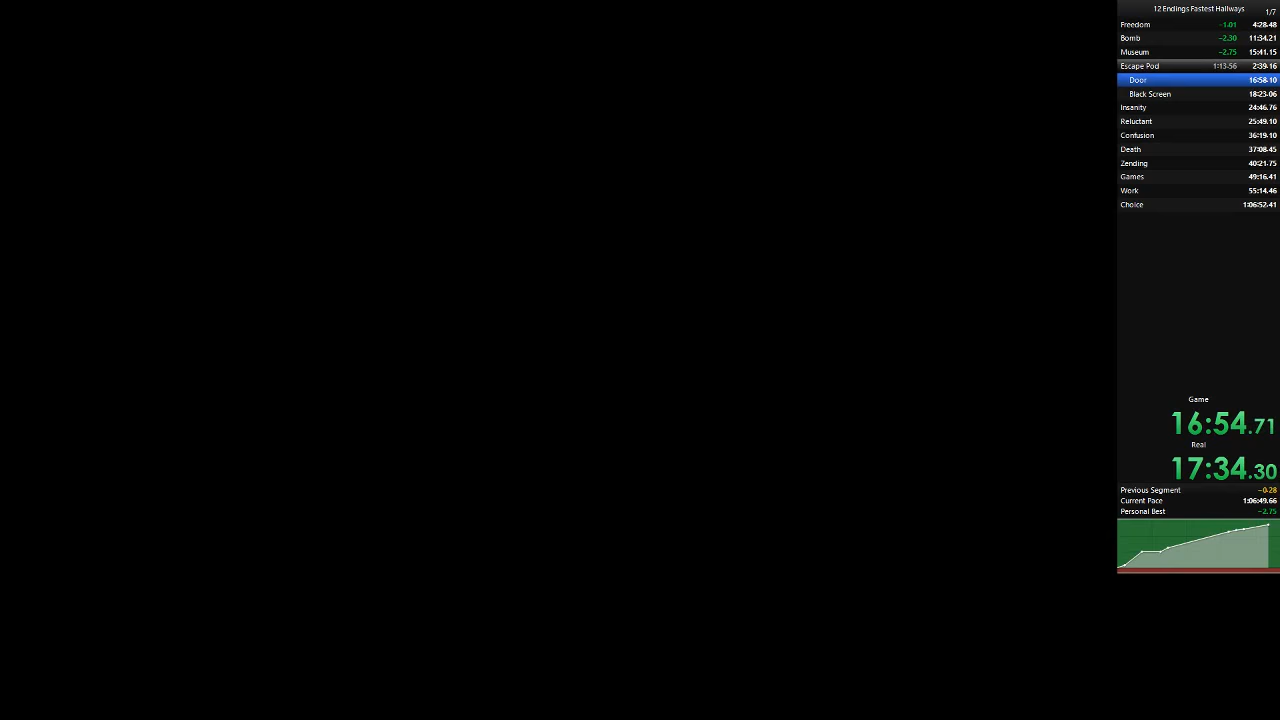 12 Endings Fastest Hallways 1/7
Freedom -1.01 4:28.48
Bomb -2.30 11:34.21
Museum -2.75 15:41.15
Escape Pod 1:13.56 2:39.16
Door 16:58.10
Black Screen 18:23.06
Insanity 24:46.76
Reluctant 25:49.10
Confusion 36:19.10
Death 37:08.45
Zending 40:21.75
Games 49:16.41
Work 55:14.46
Choice 1:06:52.41
Game
16:54.71
Real
17:34.30
Previous Segment -0.28
Current Pace 1:06:49.66
Personal Best -2.75